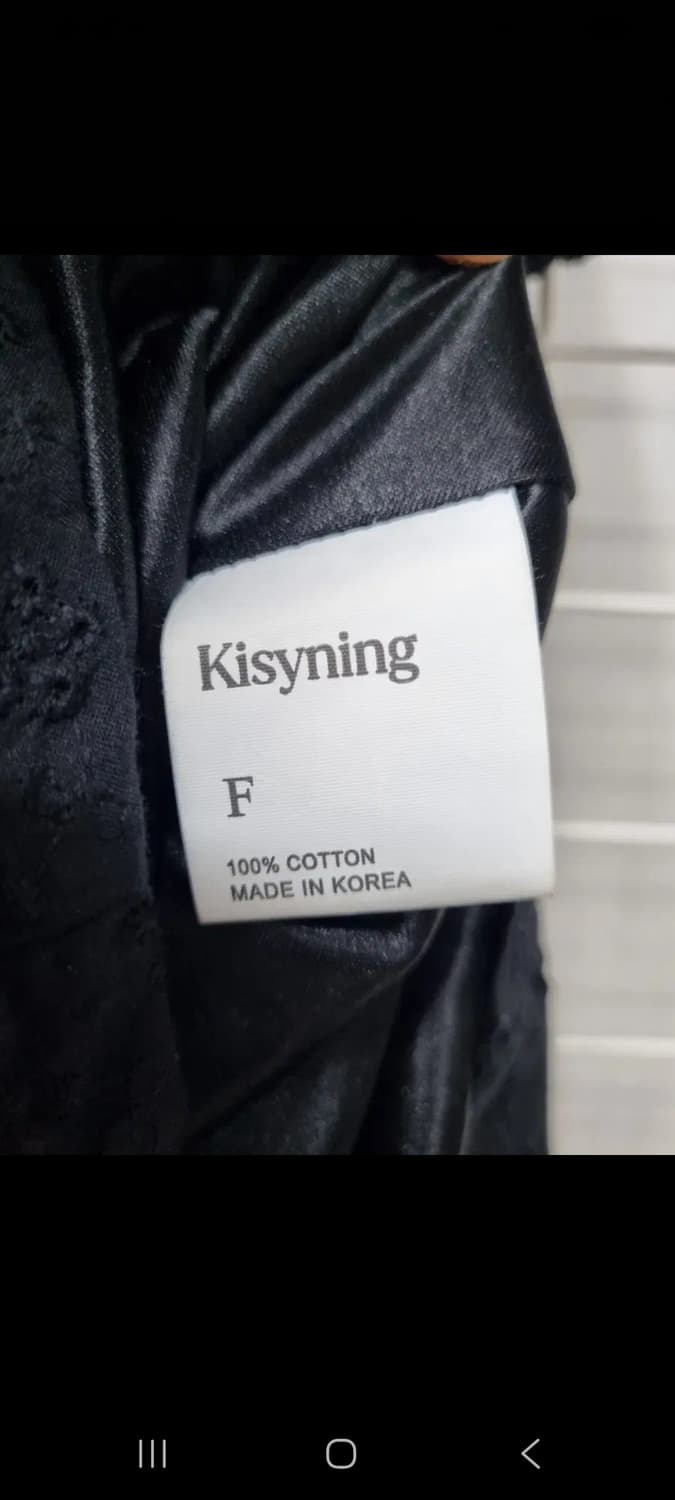 Kisyning
F
100% COTTON
MADE IN KOREA